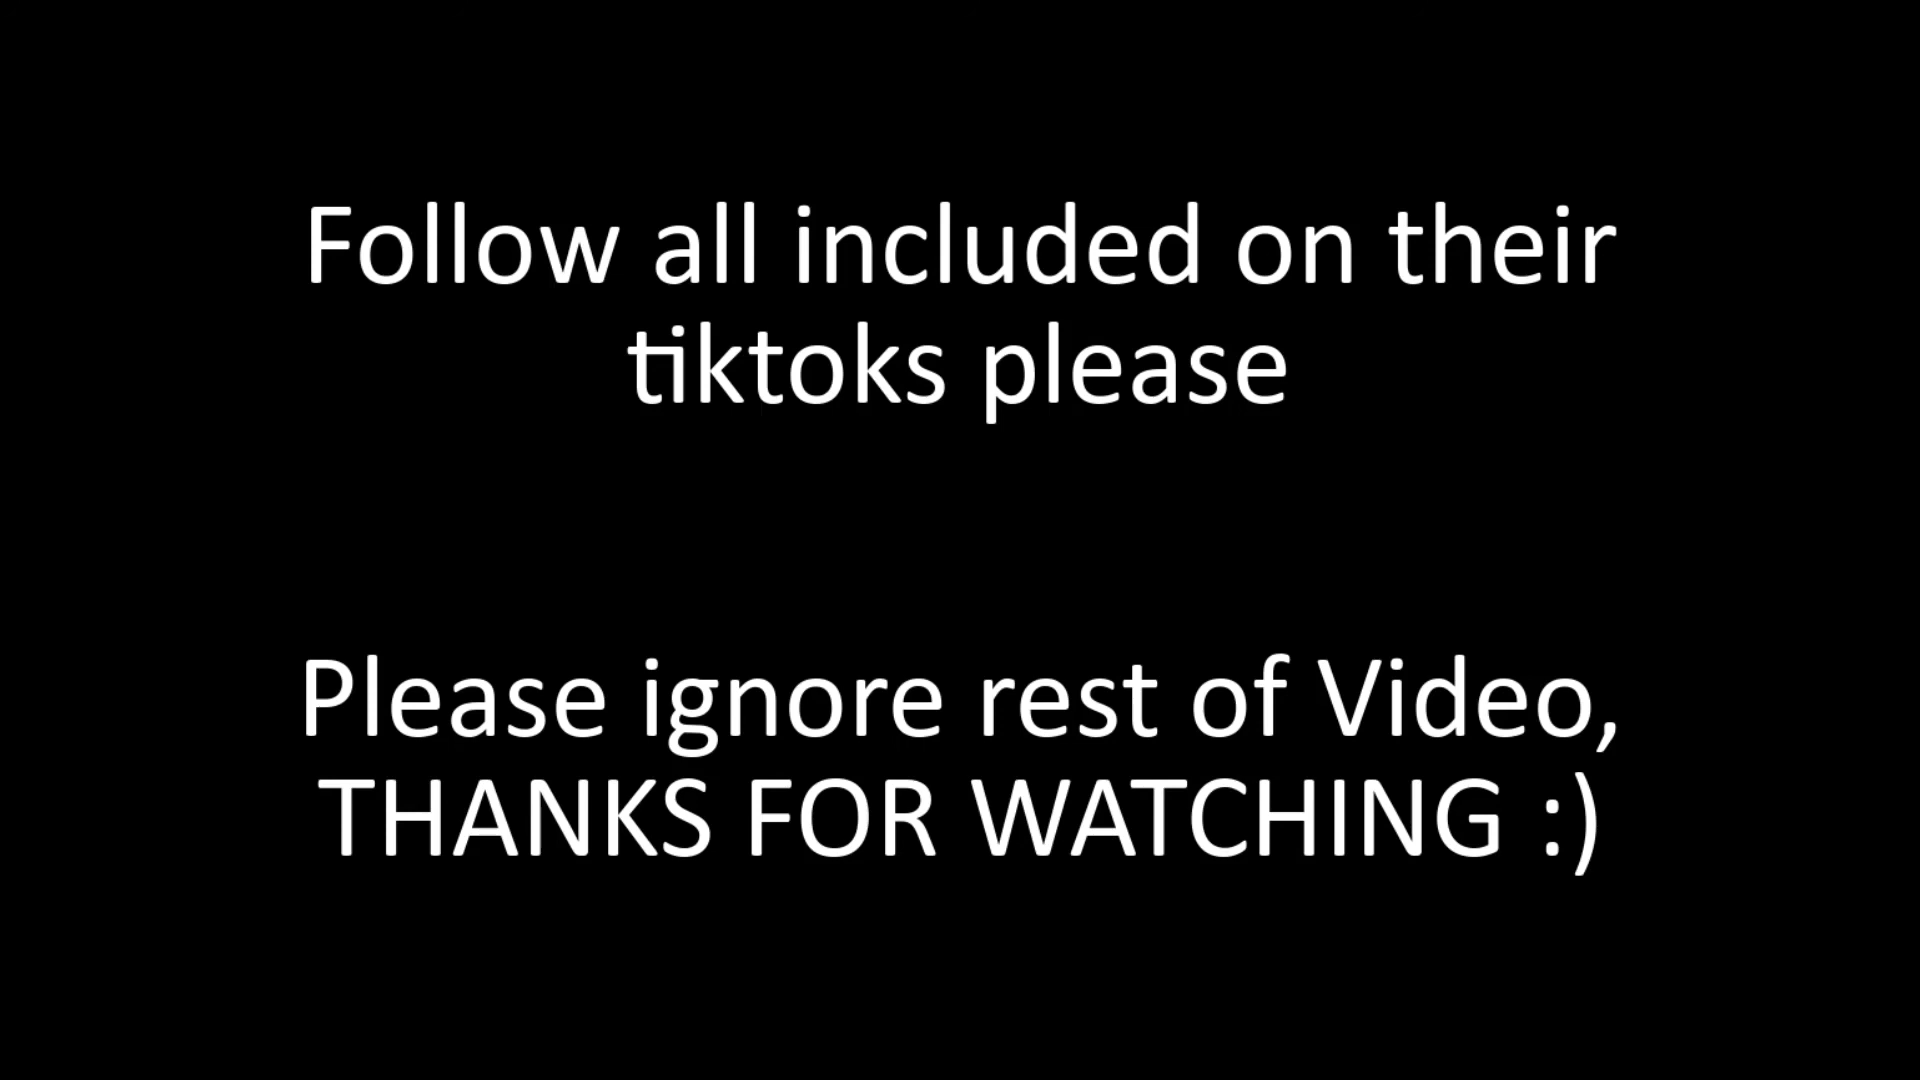 Follow all included on their
tiktoks please
Please ignore rest of Video,
THANKS FOR WATCHING :)